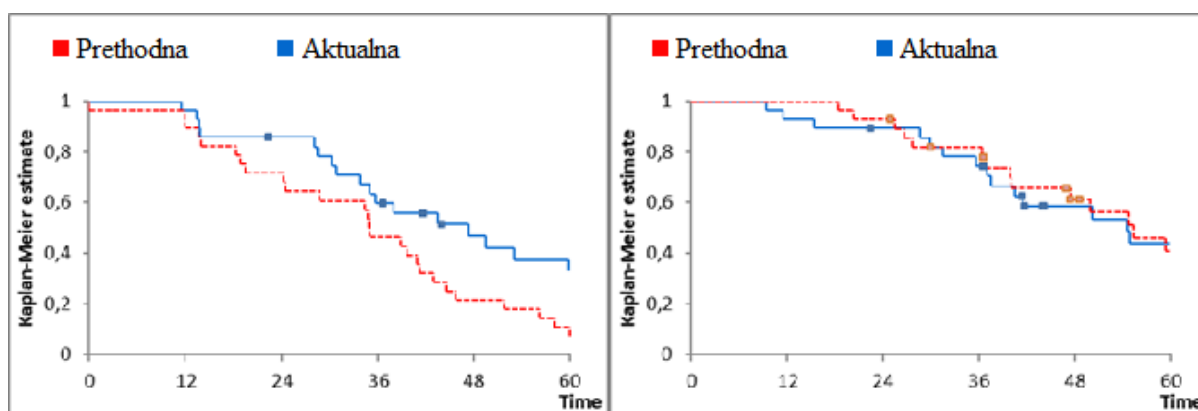 Prethodna Aktualna
Kaplan-Meier estimate
1
0,8
0,6
0,4
0,2
0
0 12 24 36 48 60
Time
Prethodna Aktualna
Kaplan-Meier estimate
1
0,8
0,6
0,4
0,2
0
0 12 24 36 48 60
Time